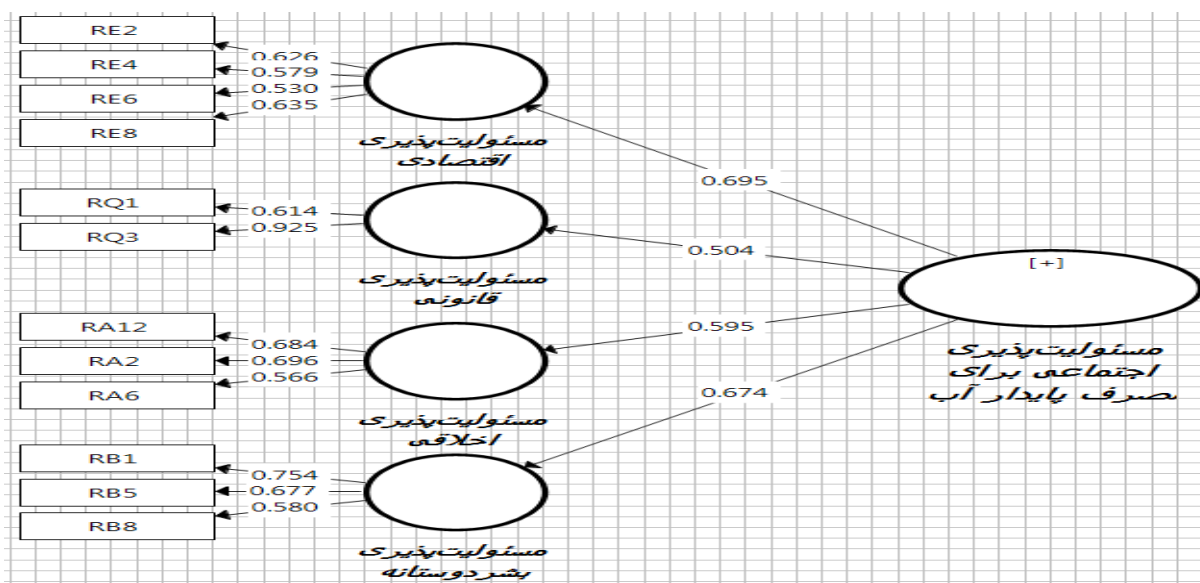 RE2
RE4
RE6
RE8
0.626
0.579
0.530
0.635
مسئولیت‌پذیری
اقتصادی
RQ1
RQ3
0.614
0.925
مسئولیت‌پذیری
قانونی
RA12
RA2
RA6
0.684
0.696
0.566
مسئولیت‌پذیری
اخلاقی
RB1
RB5
RB8
0.754
0.677
0.580
مسئولیت‌پذیری
بشردوستانه
0.695
0.504
0.595
0.674
[+]
مسئولیت‌پذیری
اجتماعی برای
مصرف پایدار آب